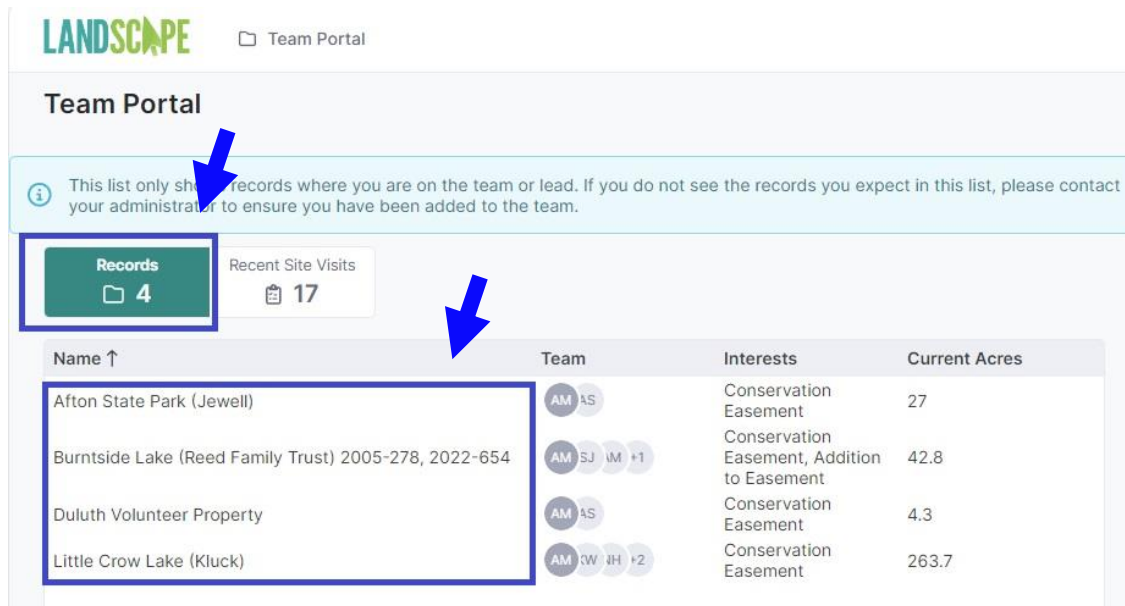 LANDSCAPE
Team Portal
Team Portal
This list only sh records where you are on the team or lead. If you do not see the records you expect in this list, please contact
your administrator to ensure you have been added to the team.
Records
4
Recent Site Visits
17
Name ↑ Team Interests Current Acres
Afton State Park (Jewell) AM AS Conservation
Easement 27
Burntside Lake (Reed Family Trust) 2005-278, 2022-654 AM SJ AM +1 Conservation
Easement, Addition
to Easement 42.8
Duluth Volunteer Property AM AS Conservation
Easement 4.3
Little Crow Lake (Kluck) AM +2 Conservation
Easement 263.7